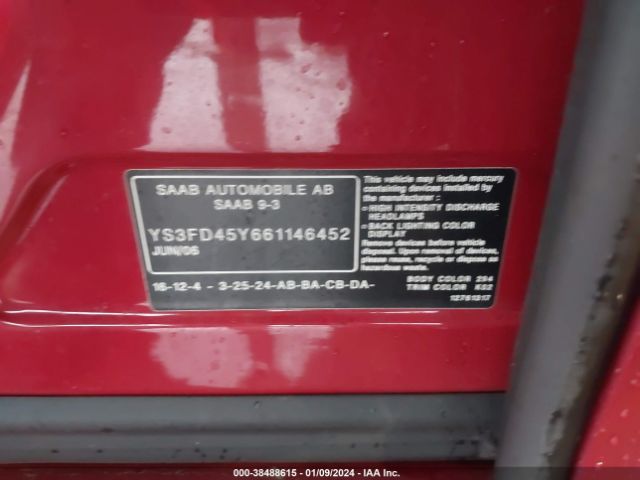 SAAB AUTOMOBILE AB
SAAB 9-3
YS3FD45Y661146452
JUN/06
16-12-4 - 3-25-24-AB-BA-CB-DA-
This vehicle may include mercury
containing devices installed by
the manufacturer :
HIGH INTENSITY DISCHARGE
HEADLAMPS
BACK LIGHTING COLOR
DISPLAY
Remove devices before vehicle
disposal. Upon removal of devices,
please reuse, recycle or dispose
as hazardous waste.
BODY COLOR 294
TRIM COLOR K52
12761317
000-38488615 - 01/09/2024 - IAA Inc.